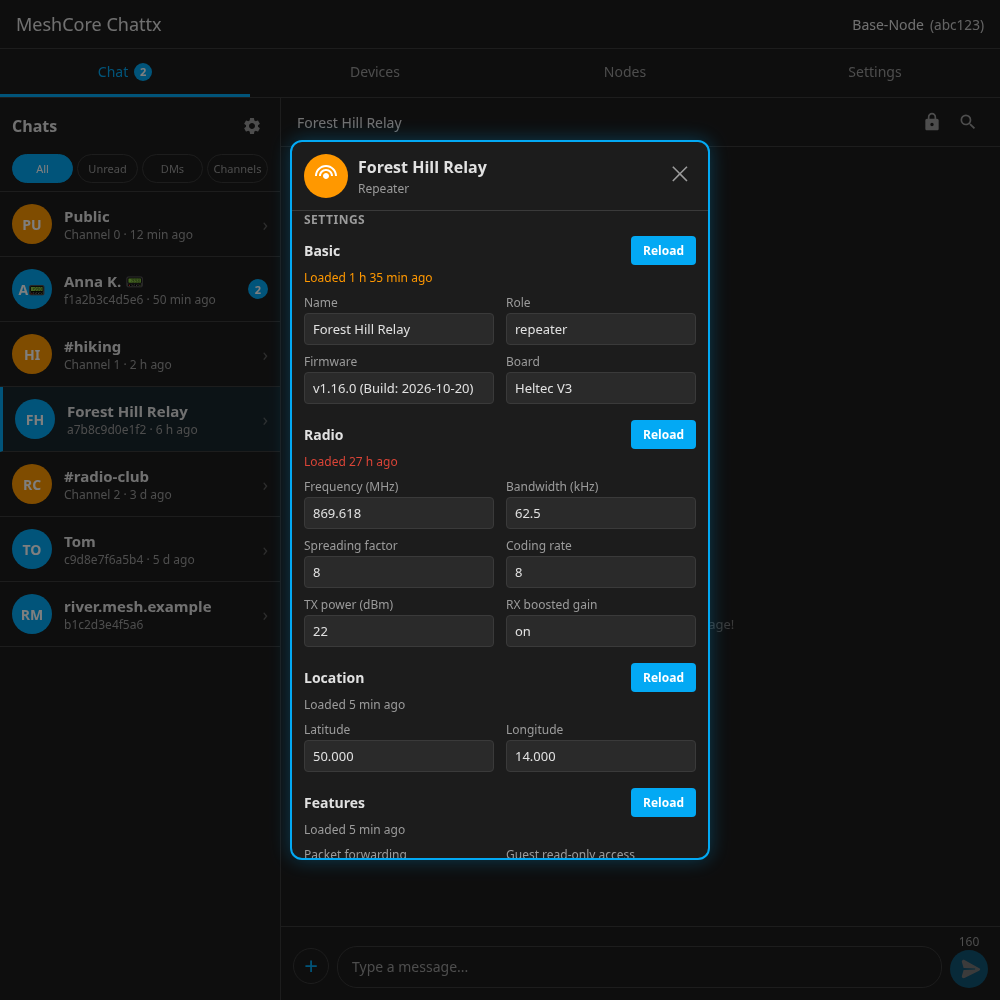 MeshCore Chattx
Base-Node (abc123)
Chat 2
Devices
Nodes
Settings
Chats
All
Unread
DMs
Channels
PU
Public
Channel 0 · 12 min ago
A
Anna K.
f1a2b3c4d5e6 · 50 min ago
2
HI
#hiking
Channel 1 · 2 h ago
FH
Forest Hill Relay
a7b8c9d0e1f2 · 6 h ago
RC
#radio-club
Channel 2 · 3 d ago
TO
Tom
c9d8e7f6a5b4 · 5 d ago
RM
river.mesh.example
b1c2d3e4f5a6
Forest Hill Relay
Forest Hill Relay
Repeater
SETTINGS
Basic
Reload
Loaded 1 h 35 min ago
Name
Role
Forest Hill Relay
repeater
Firmware
Board
v1.16.0 (Build: 2026-10-20)
Heltec V3
Radio
Reload
Loaded 27 h ago
Frequency (MHz)
Bandwidth (kHz)
869.618
62.5
Spreading factor
Coding rate
8
8
TX power (dBm)
RX boosted gain
22
on
Location
Reload
Loaded 5 min ago
Latitude
Longitude
50.000
14.000
Features
Reload
Loaded 5 min ago
Packet forwarding
Guest read-only access
age!
Type a message...
160